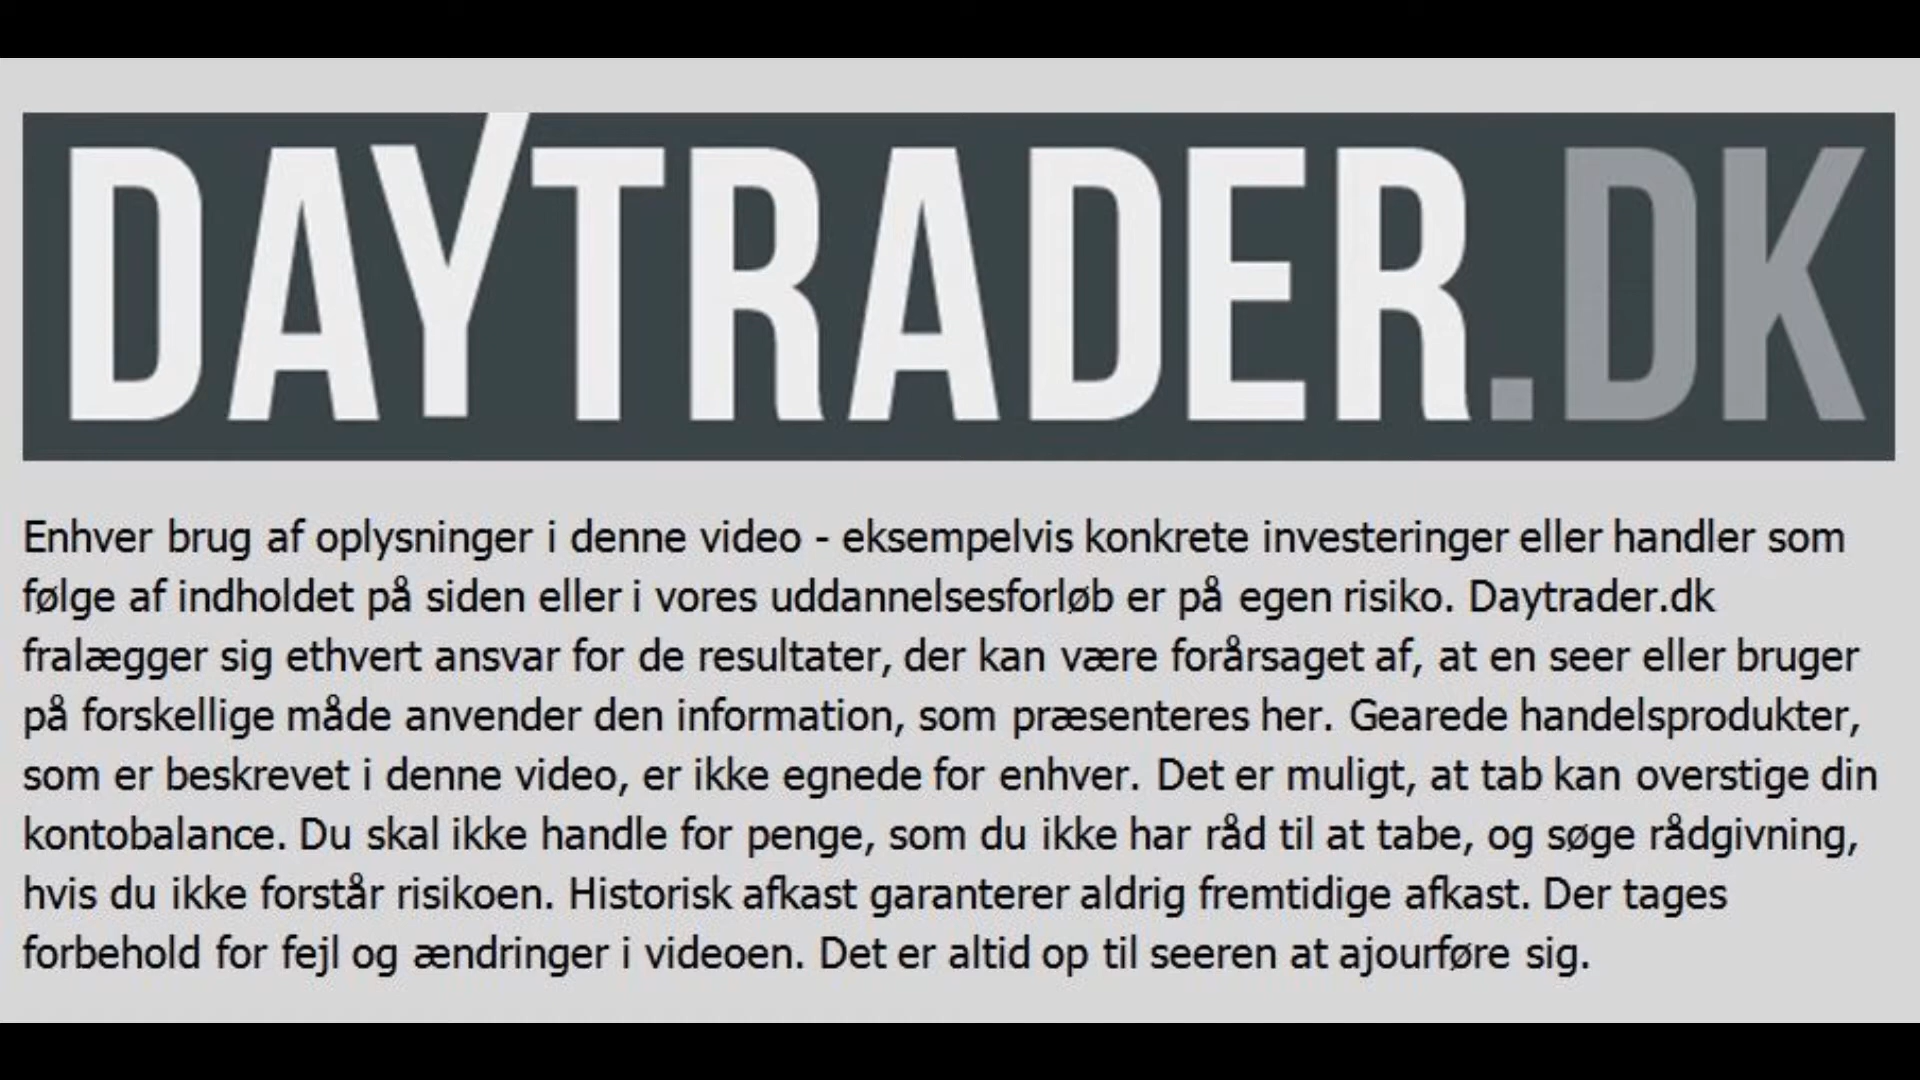 DAYTRADER.DK
Enhver brug af oplysninger i denne video - eksempelvis konkrete investeringer eller handler som
følge af indholdet på siden eller i vores uddannelsesforløb er på egen risiko. Daytrader.dk
fralægger sig ethvert ansvar for de resultater, der kan være forårsaget af, at en seer eller bruger
på forskellige måde anvender den information, som præsenteres her. Gearede handelsprodukter,
som er beskrevet i denne video, er ikke egnede for enhver. Det er muligt, at tab kan overstige din
kontobalance. Du skal ikke handle for penge, som du ikke har råd til at tabe, og søge rådgivning,
hvis du ikke forstår risikoen. Historisk afkast garanterer aldrig fremtidige afkast. Der tages
forbehold for fejl og ændringer i videoen. Det er altid op til seeren at ajourføre sig.